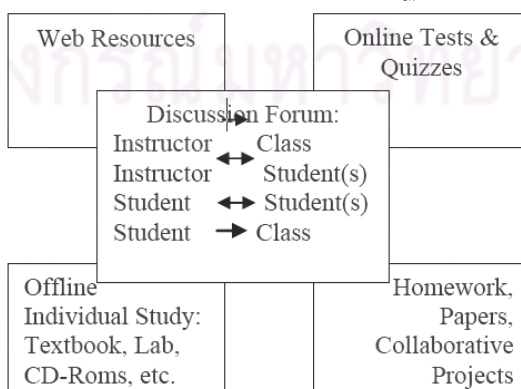 Web Resources
Online Tests &
Quizzes
Discussion Forum:
Instructor → Class
Instructor ↔ Student(s)
Student ↔ Student(s)
Student → Class
Offline
Individual Study:
Textbook, Lab,
CD-Roms, etc.
Homework,
Papers,
Collaborative
Projects